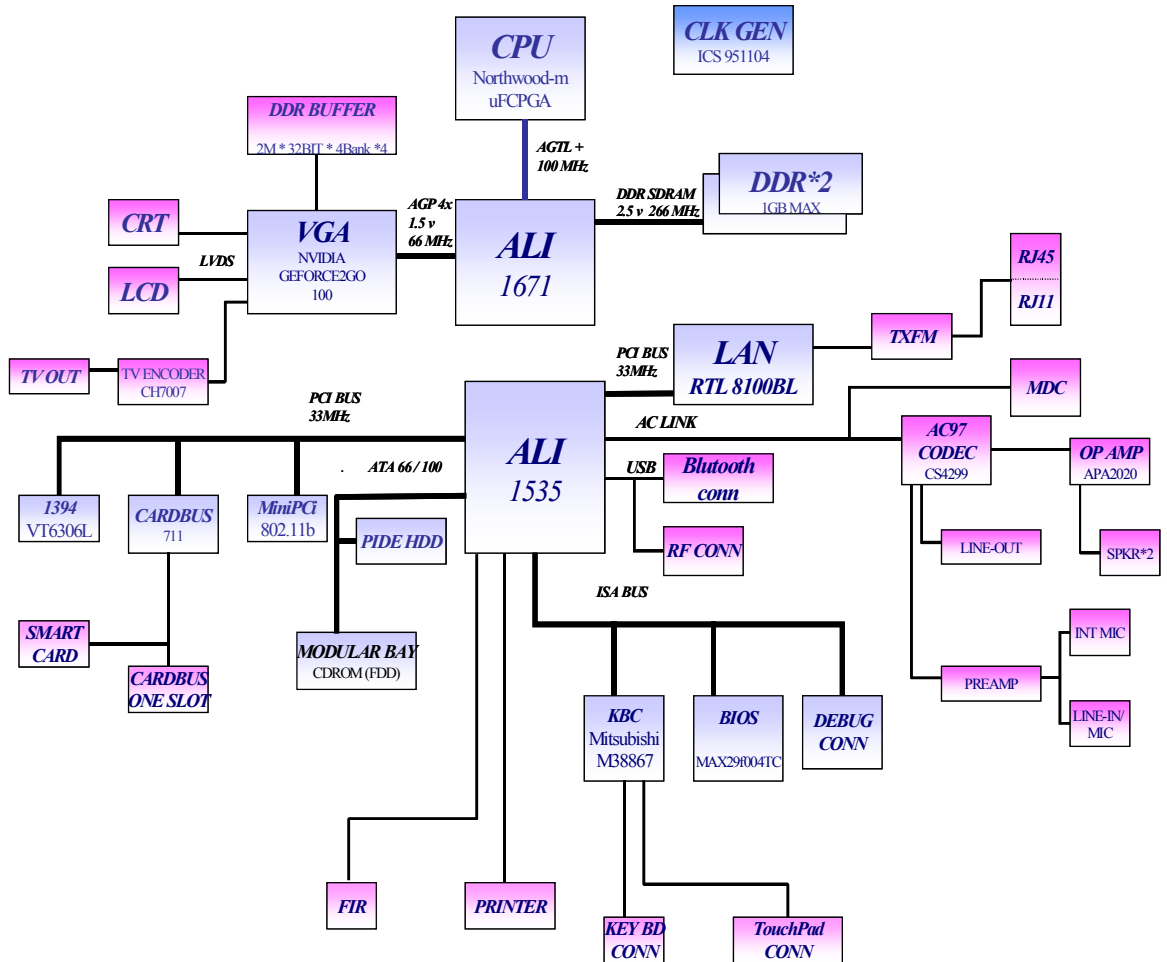 CPU
Northwood-m
uFCPGA
CLK GEN
ICS 951104
DDR BUFFER
2M * 32BIT * 4Bank *4
AGTL +
100 MHz
DDR SDRAM
2.5 v 266 MHz
DDR*2
1GB MAX
CRT
LVDS
LCD
VGA
NVIDIA
GEFORCE2GO
100
AGP 4x
1.5 v
66 MHz
ALI
1671
RJ45
RJ11
TV OUT
TV ENCODER
CH7007
PCI BUS
33MHz
LAN
RTL 8100BL
TXFM
MDC
PCI BUS
33MHz
ALI
1535
AC LINK
AC97
CODEC
CS4299
OP AMP
APA2020
. ATA 66 / 100
USB
Blutooth
conn
1394
VT6306L
CARDBUS
711
MiniPCi
802.11b
PIDE HDD
RF CONN
LINE-OUT
SPKR*2
ISA BUS
SMART
CARD
CARDBUS
ONE SLOT
MODULAR BAY
CDROM (FDD)
INT MIC
PREAMP
LINE-IN/
MIC
KBC
Mitsubishi
M38867
BIOS
MAX29f004TC
DEBUG
CONN
FIR
PRINTER
KEY BD
CONN
TouchPad
CONN